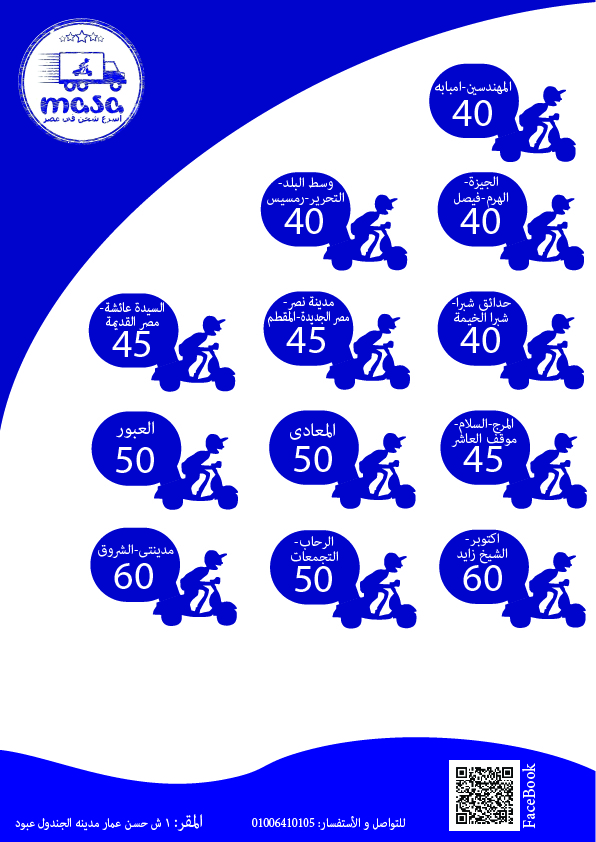 masa
اسرع شحن فى مصر
المهندسين-امبابه
40
الجيزة-
الهرم-فيصل
40
وسط البلد-
التحرير-رمسيس
40
حدائق شبرا-
شبرا الخيمة
40
مدينة نصر-
مصر الجديدة-المقطم
45
السيدة عائشة-
مصر القديمة
45
المرج-السلام-
موقف العاشر
45
المعادى
50
العبور
50
اكتوبر-
الشيخ زايد
60
الرحاب-
التجمعات
50
مدينتى-الشروق
60
FaceBook
للتواصل و الأستفسار: 01006410105
المقر: ١ ش حسن عمار مدينه الجندول عبود